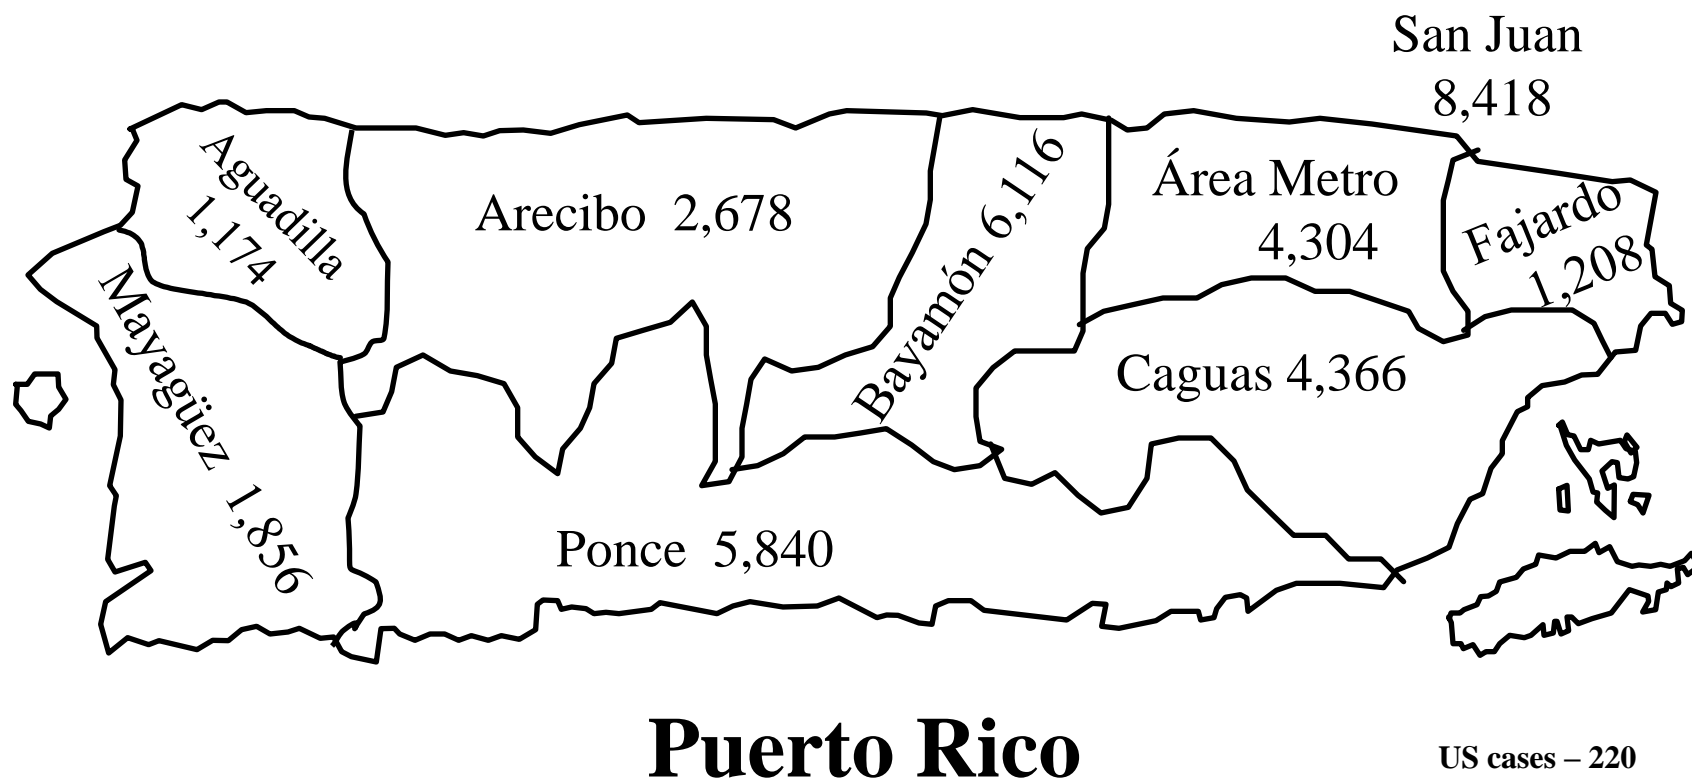 San Juan
8,418
Aguadilla
1,174
Arecibo 2,678
Bayamón 6,116
Área Metro
4,304
Fajardo
1,208
Mayagüez 1,856
Caguas 4,366
Ponce 5,840
Puerto Rico
US cases – 220